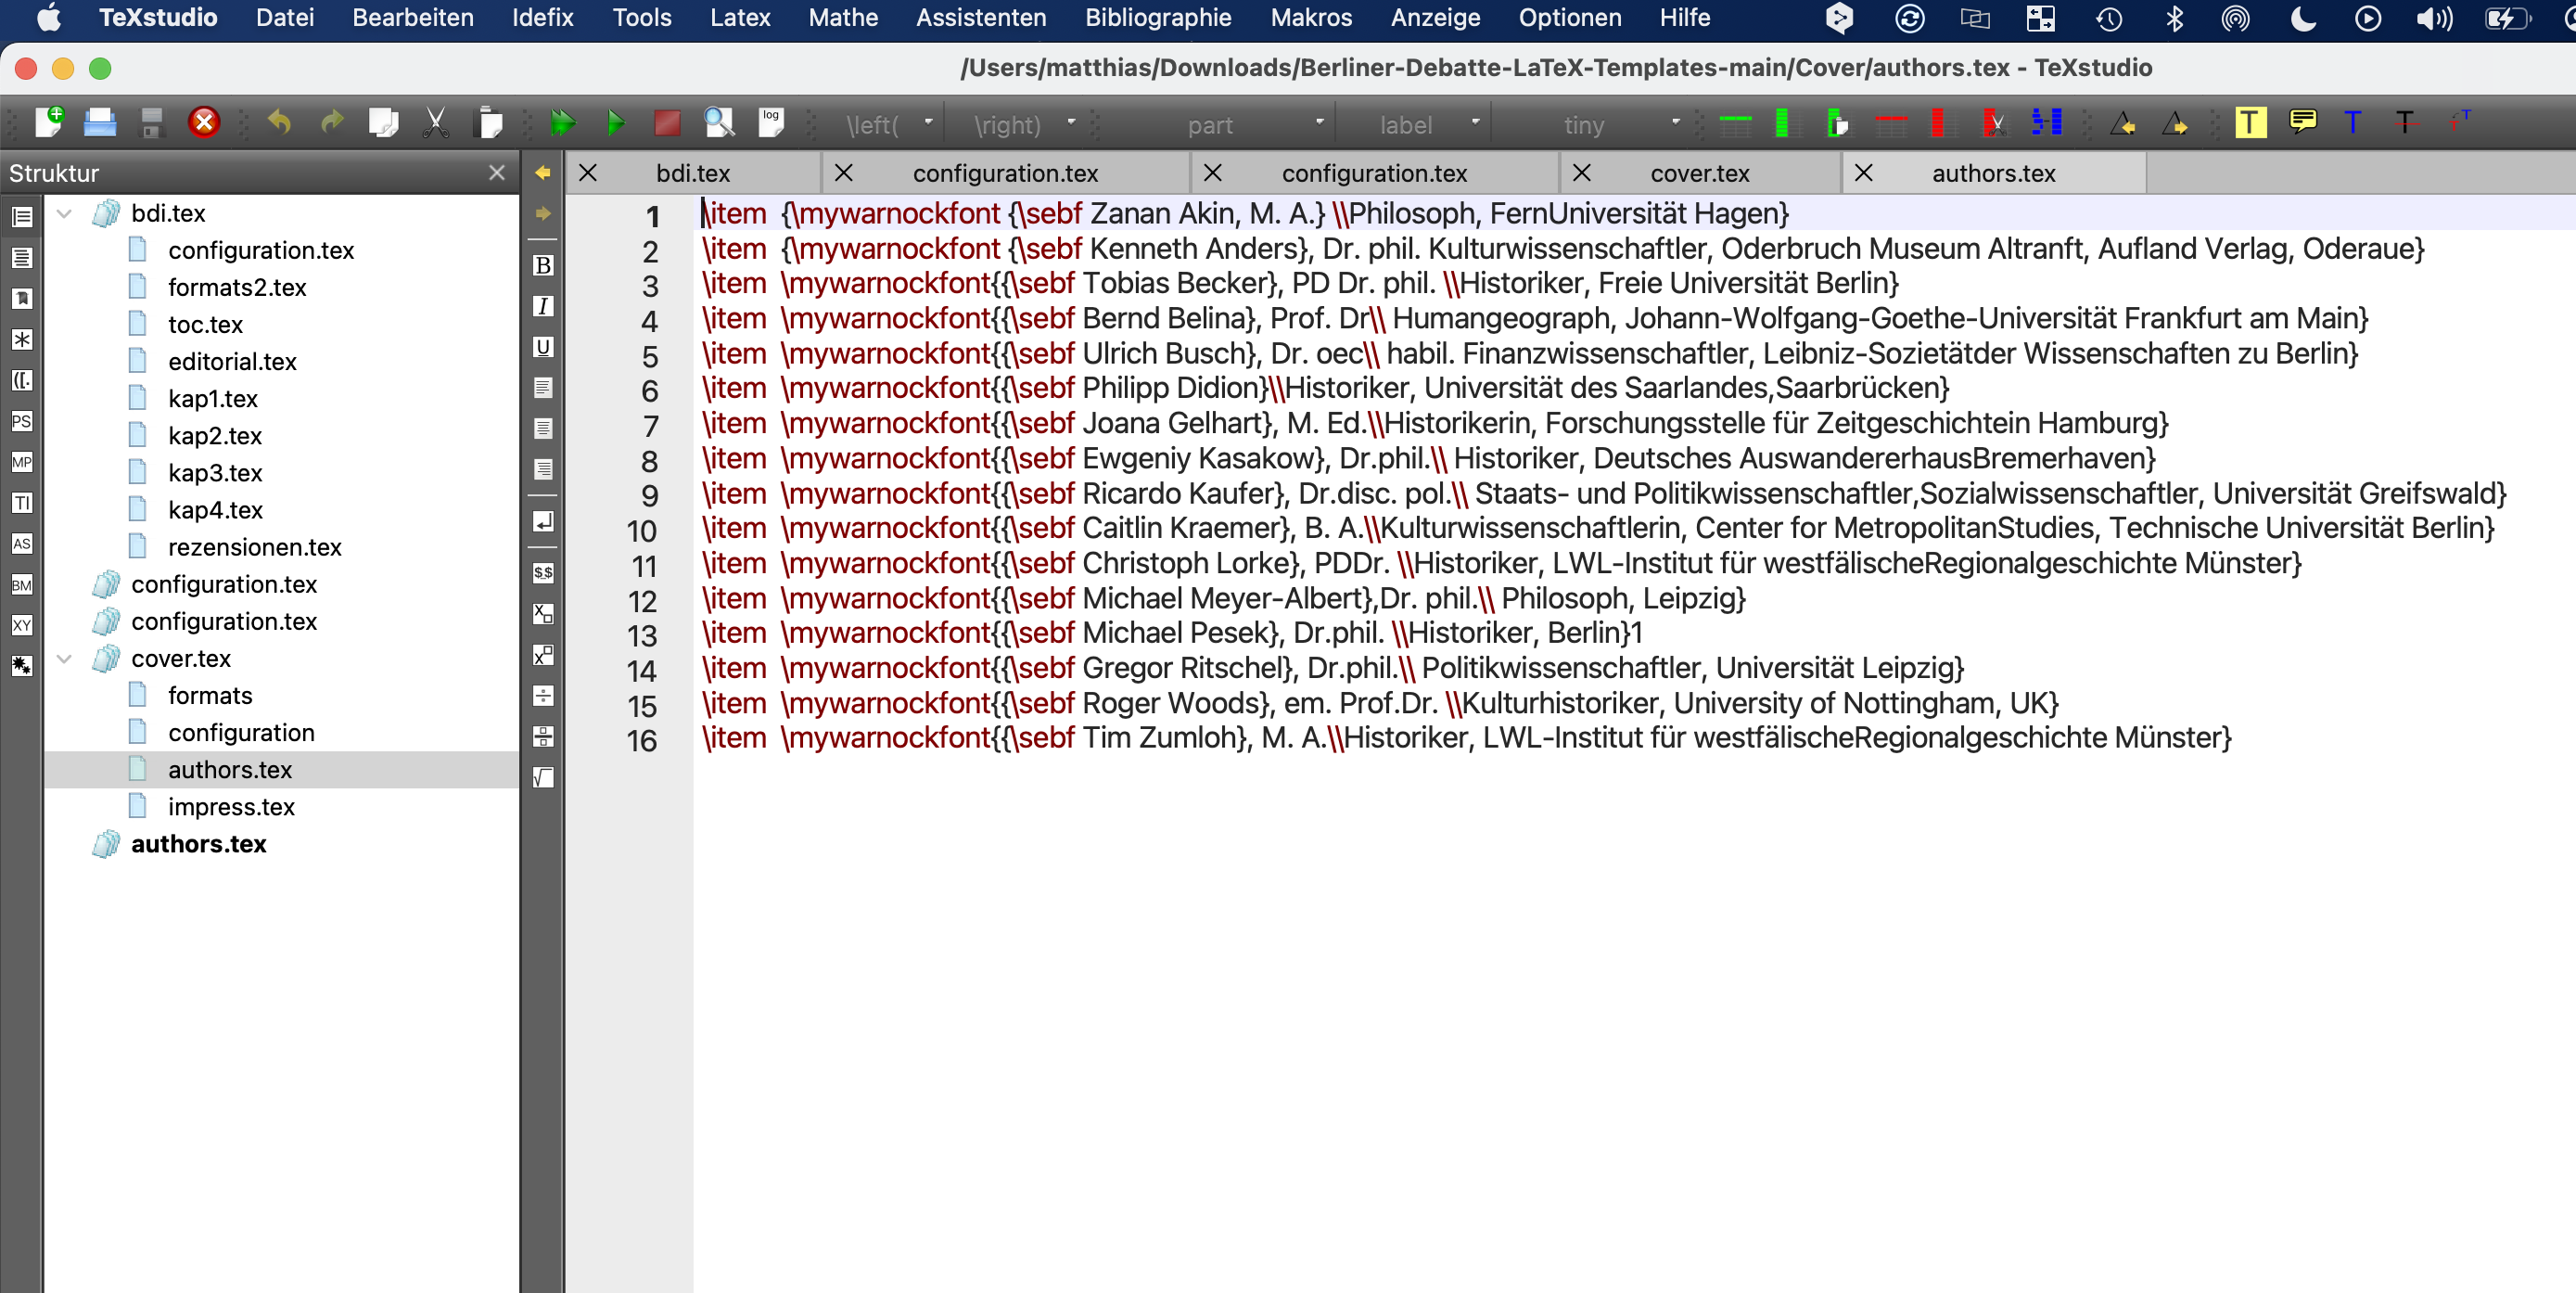 TeXstudio Datei Bearbeiten Idefix Tools Latex Mathe Assistenten Bibliographie Makros Anzeige Optionen Hilfe
/Users/matthias/Downloads/Berliner-Debatte-LaTeX-Templates-main/Cover/authors.tex - TeXstudio
log \left( \right) part label tiny T T T T
Struktur
bdi.tex configuration.tex configuration.tex cover.tex authors.tex
bdi.tex
configuration.tex
formats2.tex
toc.tex
editorial.tex
kap1.tex
kap2.tex
kap3.tex
kap4.tex
rezensionen.tex
configuration.tex
configuration.tex
cover.tex
formats
configuration
authors.tex
impress.tex
authors.tex
PS
MP
TI
AS
BM
XY
B
I
U
$$
1 \item {\mywarnockfont {\sebf Zanan Akin, M. A.} \\Philosoph, FernUniversität Hagen}
2 \item {\mywarnockfont {\sebf Kenneth Anders}, Dr. phil. Kulturwissenschaftler, Oderbruch Museum Altranft, Aufland Verlag, Oderaue}
3 \item \mywarnockfont{{\sebf Tobias Becker}, PD Dr. phil. \\Historiker, Freie Universität Berlin}
4 \item \mywarnockfont{{\sebf Bernd Belina}, Prof. Dr\\ Humangeograph, Johann-Wolfgang-Goethe-Universität Frankfurt am Main}
5 \item \mywarnockfont{{\sebf Ulrich Busch}, Dr. oec\\ habil. Finanzwissenschaftler, Leibniz-Sozietätder Wissenschaften zu Berlin}
6 \item \mywarnockfont{{\sebf Philipp Didion}\\Historiker, Universität des Saarlandes,Saarbrücken}
7 \item \mywarnockfont{{\sebf Joana Gelhart}, M. Ed.\\Historikerin, Forschungsstelle für Zeitgeschichtein Hamburg}
8 \item \mywarnockfont{{\sebf Ewgeniy Kasakow}, Dr.phil.\\ Historiker, Deutsches AuswandererhausBremerhaven}
9 \item \mywarnockfont{{\sebf Ricardo Kaufer}, Dr.disc. pol.\\ Staats- und Politikwissenschaftler,Sozialwissenschaftler, Universität Greifswald}
10 \item \mywarnockfont{{\sebf Caitlin Kraemer}, B. A.\\Kulturwissenschaftlerin, Center for MetropolitanStudies, Technische Universität Berlin}
11 \item \mywarnockfont{{\sebf Christoph Lorke}, PDDr. \\Historiker, LWL-Institut für westfälischeRegionalgeschichte Münster}
12 \item \mywarnockfont{{\sebf Michael Meyer-Albert},Dr. phil.\\ Philosoph, Leipzig}
13 \item \mywarnockfont{{\sebf Michael Pesek}, Dr.phil. \\Historiker, Berlin}1
14 \item \mywarnockfont{{\sebf Gregor Ritschel}, Dr.phil.\\ Politikwissenschaftler, Universität Leipzig}
15 \item \mywarnockfont{{\sebf Roger Woods}, em. Prof.Dr. \\Kulturhistoriker, University of Nottingham, UK}
16 \item \mywarnockfont{{\sebf Tim Zumloh}, M. A.\\Historiker, LWL-Institut für westfälischeRegionalgeschichte Münster}